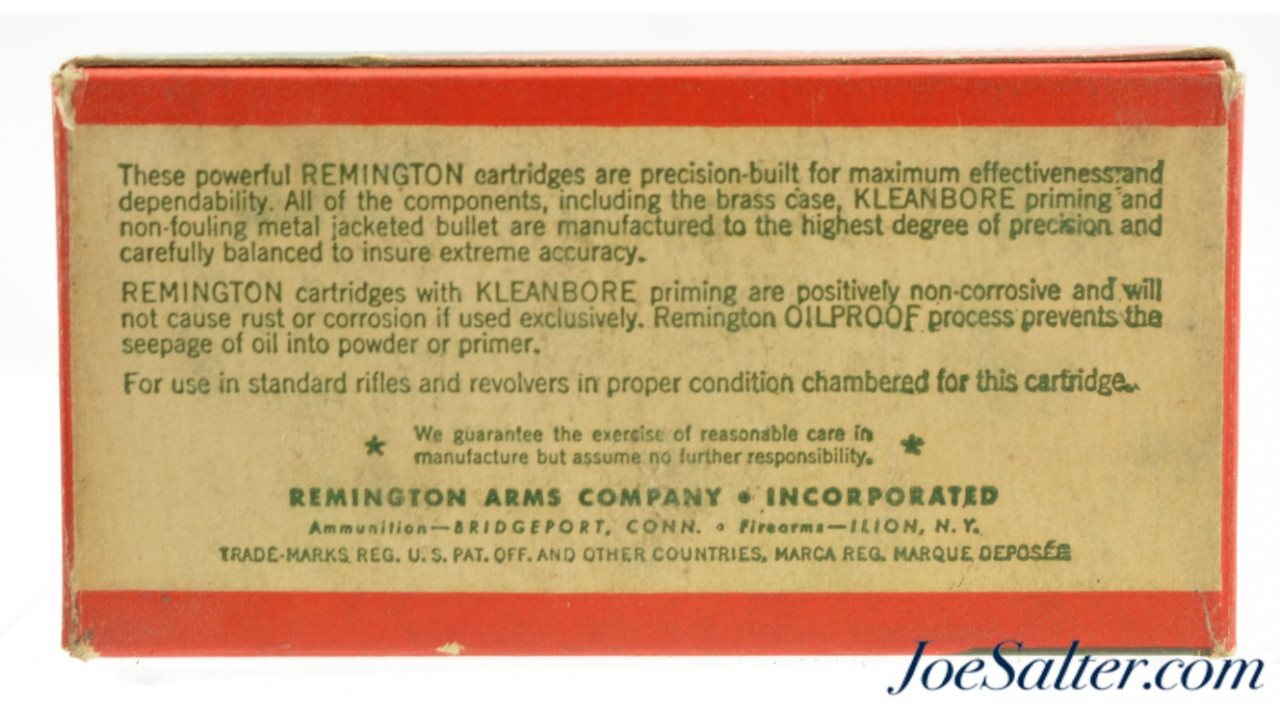 These powerful REMINGTON cartridges are precision-built for maximum effectiveness and
dependability. All of the components, including the brass case, KLEANBORE priming and
non-fouling metal jacketed bullet are manufactured to the highest degree of precision and
carefully balanced to insure extreme accuracy.
REMINGTON cartridges with KLEANBORE priming are positively non-corrosive and will
not cause rust or corrosion if used exclusively. Remington OILPROOF process prevents the
seepage of oil into powder or primer.
For use in standard rifles and revolvers in proper condition chambered for this cartridge.
* We guarantee the exercise of reasonable care in *
manufacture but assume no further responsibility.
REMINGTON ARMS COMPANY • INCORPORATED
Ammunition—BRIDGEPORT, CONN. • Firearms—ILION, N. Y.
TRADE-MARKS REG. U. S. PAT. OFF. AND OTHER COUNTRIES, MARCA REG. MARQUE DEPOSÉE
JoeSalter.com